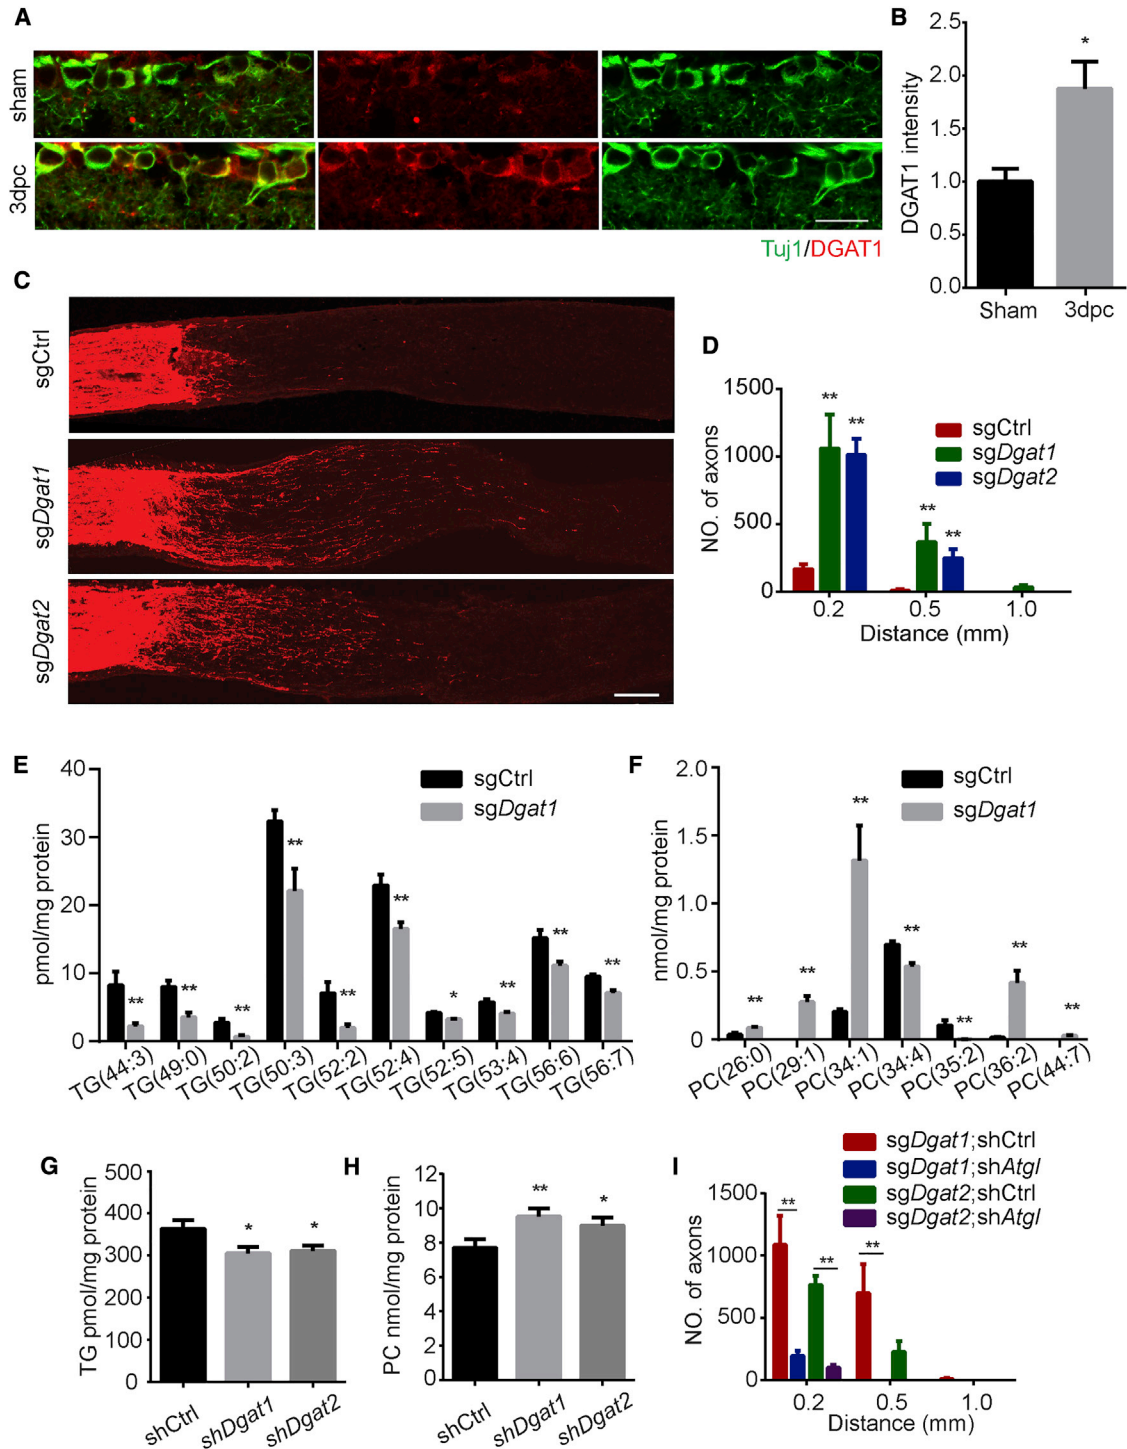 A
sham
3dpc
Tuj1/DGAT1
B
DGAT1 intensity
2.5
2.0
1.5
1.0
0.5
0.0
*
Sham
3dpc
C
sgCtrl
sgDgat1
sgDgat2
D
NO. of axons
1500
1000
500
0
** **
** **
0.2
0.5
1.0
Distance (mm)
sgCtrl
sgDgat1
sgDgat2
E
pmol/mg protein
40
30
20
10
0
sgCtrl
sgDgat1
** ** ** ** ** ** * ** ** **
TG(44:3)
TG(49:0)
TG(50:2)
TG(50:3)
TG(52:2)
TG(52:4)
TG(52:5)
TG(53:4)
TG(56:6)
TG(56:7)
F
nmol/mg protein
2.0
1.5
1.0
0.5
0
sgCtrl
sgDgat1
** ** ** ** ** ** **
PC(26:0)
PC(29:1)
PC(34:1)
PC(34:4)
PC(35:2)
PC(36:2)
PC(44:7)
G
TG pmol/mg protein
500
400
300
200
100
0
* *
shCtrl
shDgat1
shDgat2
H
PC nmol/mg protein
12
10
8
6
4
2
0
** *
shCtrl
shDgat1
shDgat2
I
sgDgat1;shCtrl
sgDgat1;shAtgl
sgDgat2;shCtrl
sgDgat2;shAtgl
NO. of axons
1500
1000
500
0
** ** **
0.2
0.5
1.0
Distance (mm)